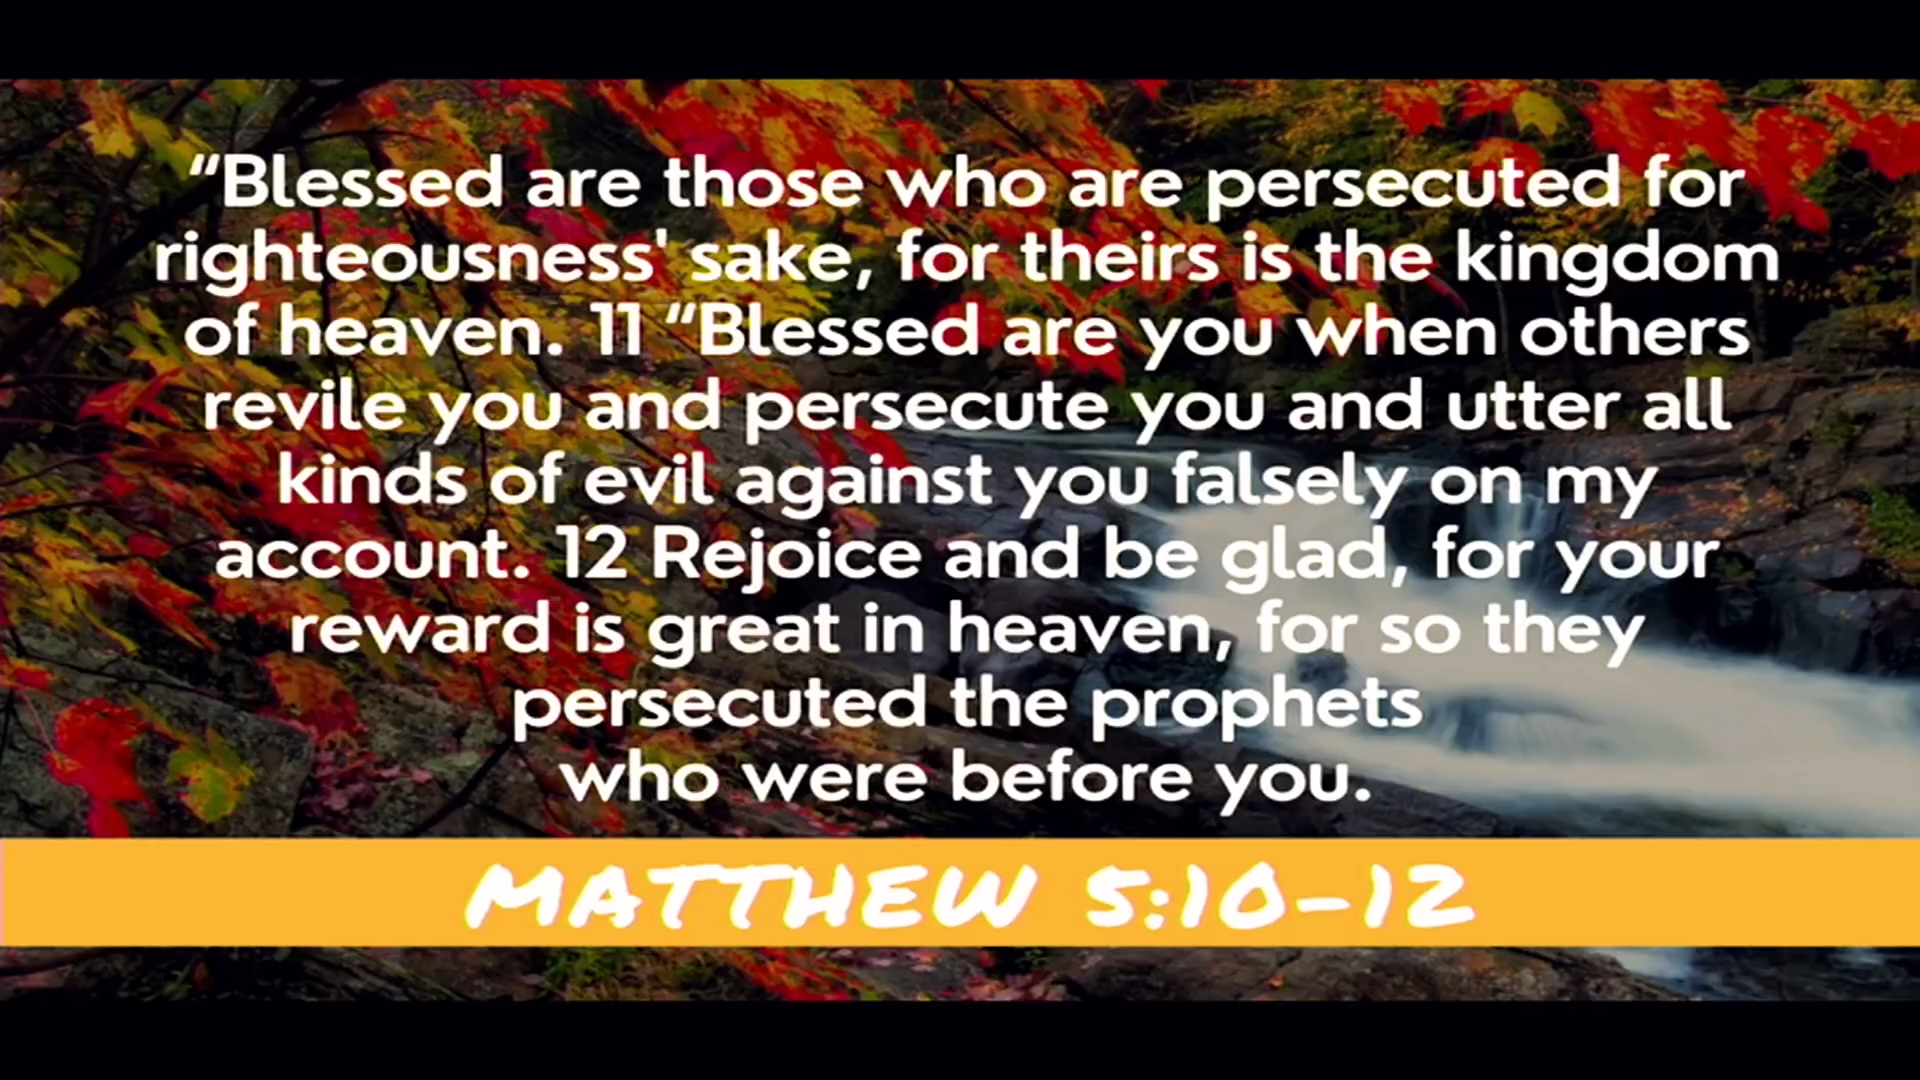 “Blessed are those who are persecuted for
righteousness' sake, for theirs is the kingdom
of heaven. 11 “Blessed are you when others
revile you and persecute you and utter all
kinds of evil against you falsely on my
account. 12 Rejoice and be glad, for your
reward is great in heaven, for so they
persecuted the prophets
who were before you.
MATTHEW 5:10-12